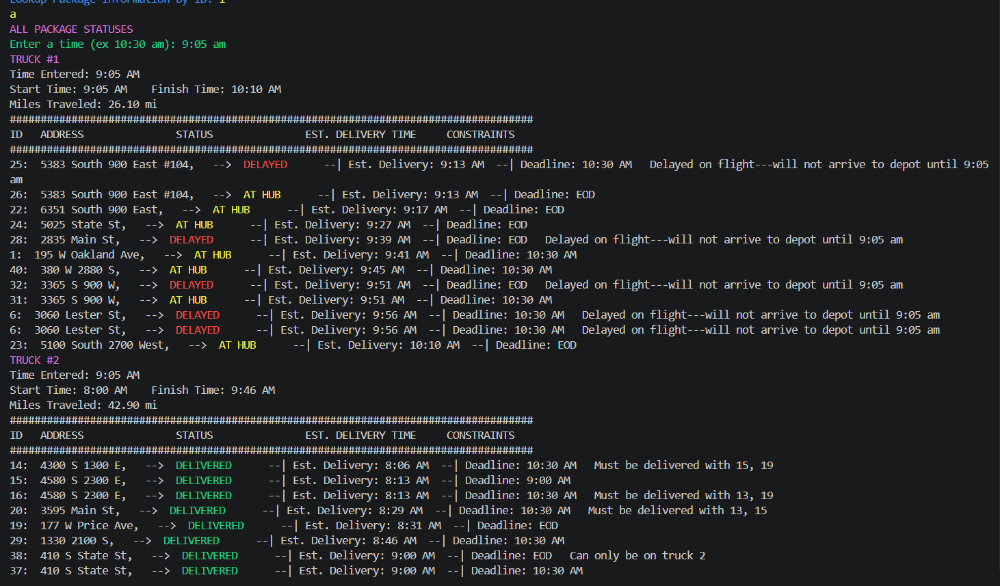 Lookup Package Information by ID: i
a
ALL PACKAGE STATUSES
Enter a time (ex 10:30 am): 9:05 am
TRUCK #1
Time Entered: 9:05 AM
Start Time: 9:05 AM    Finish Time: 10:10 AM
Miles Traveled: 26.10 mi
#####################################################################################
ID   ADDRESS               STATUS               EST. DELIVERY TIME     CONSTRAINTS
#####################################################################################
25:  5383 South 900 East #104,   -->  DELAYED      --| Est. Delivery: 9:13 AM  --| Deadline: 10:30 AM   Delayed on flight---will not arrive to depot until 9:05
am
26:  5383 South 900 East #104,   -->  AT HUB      --| Est. Delivery: 9:13 AM  --| Deadline: EOD
22:  6351 South 900 East,   -->  AT HUB      --| Est. Delivery: 9:17 AM  --| Deadline: EOD
24:  5025 State St,   -->  AT HUB      --| Est. Delivery: 9:27 AM  --| Deadline: EOD
28:  2835 Main St,   -->  DELAYED      --| Est. Delivery: 9:39 AM  --| Deadline: EOD   Delayed on flight---will not arrive to depot until 9:05 am
1:  195 W Oakland Ave,   -->  AT HUB      --| Est. Delivery: 9:41 AM  --| Deadline: 10:30 AM
40:  380 W 2880 S,   -->  AT HUB      --| Est. Delivery: 9:45 AM  --| Deadline: 10:30 AM
32:  3365 S 900 W,   -->  DELAYED      --| Est. Delivery: 9:51 AM  --| Deadline: EOD   Delayed on flight---will not arrive to depot until 9:05 am
31:  3365 S 900 W,   -->  AT HUB      --| Est. Delivery: 9:51 AM  --| Deadline: 10:30 AM
6:  3060 Lester St,   -->  DELAYED      --| Est. Delivery: 9:56 AM  --| Deadline: 10:30 AM   Delayed on flight---will not arrive to depot until 9:05 am
6:  3060 Lester St,   -->  DELAYED      --| Est. Delivery: 9:56 AM  --| Deadline: 10:30 AM   Delayed on flight---will not arrive to depot until 9:05 am
23:  5100 South 2700 West,   -->  AT HUB      --| Est. Delivery: 10:10 AM  --| Deadline: EOD
TRUCK #2
Time Entered: 9:05 AM
Start Time: 8:00 AM    Finish Time: 9:46 AM
Miles Traveled: 42.90 mi
#####################################################################################
ID   ADDRESS               STATUS               EST. DELIVERY TIME     CONSTRAINTS
#####################################################################################
14:  4300 S 1300 E,   -->  DELIVERED      --| Est. Delivery: 8:06 AM  --| Deadline: 10:30 AM   Must be delivered with 15, 19
15:  4580 S 2300 E,   -->  DELIVERED      --| Est. Delivery: 8:13 AM  --| Deadline: 9:00 AM
16:  4580 S 2300 E,   -->  DELIVERED      --| Est. Delivery: 8:13 AM  --| Deadline: 10:30 AM   Must be delivered with 13, 19
20:  3595 Main St,   -->  DELIVERED      --| Est. Delivery: 8:29 AM  --| Deadline: 10:30 AM   Must be delivered with 13, 15
19:  177 W Price Ave,   -->  DELIVERED      --| Est. Delivery: 8:31 AM  --| Deadline: EOD
29:  1330 2100 S,   -->  DELIVERED      --| Est. Delivery: 8:46 AM  --| Deadline: 10:30 AM
38:  410 S State St,   -->  DELIVERED      --| Est. Delivery: 9:00 AM  --| Deadline: EOD   Can only be on truck 2
37:  410 S State St,   -->  DELIVERED      --| Est. Delivery: 9:00 AM  --| Deadline: 10:30 AM